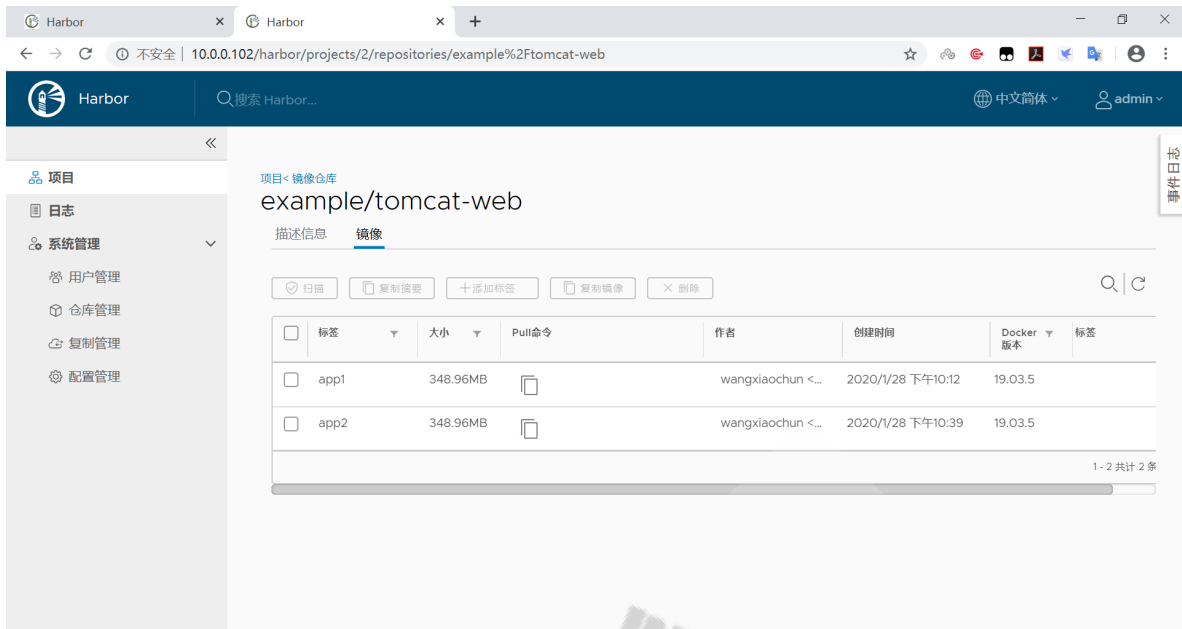 Harbor
Harbor
不安全 | 10.0.0.102/harbor/projects/2/repositories/example%2Ftomcat-web
Harbor
搜索 Harbor...
中文简体
admin
事件日志
项目
日志
系统管理
用户管理
仓库管理
复制管理
配置管理
项目< 镜像仓库
example/tomcat-web
描述信息 镜像
扫描 复制摘要 添加标签 复制镜像 删除
标签 大小 Pull命令 作者 创建时间 Docker 版本 标签
app1 348.96MB wangxiaochun <... 2020/1/28 下午10:12 19.03.5
app2 348.96MB wangxiaochun <... 2020/1/28 下午10:39 19.03.5
1 - 2 共计 2 条